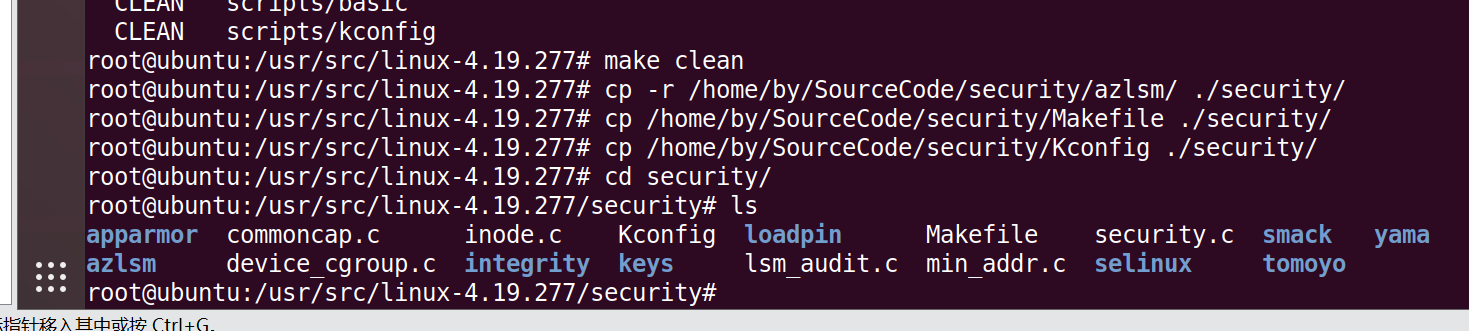 CLEAN   scripts/basic
CLEAN   scripts/kconfig
root@ubuntu:/usr/src/linux-4.19.277# make clean
root@ubuntu:/usr/src/linux-4.19.277# cp -r /home/by/SourceCode/security/azlsm/ ./security/
root@ubuntu:/usr/src/linux-4.19.277# cp /home/by/SourceCode/security/Makefile ./security/
root@ubuntu:/usr/src/linux-4.19.277# cp /home/by/SourceCode/security/Kconfig ./security/
root@ubuntu:/usr/src/linux-4.19.277# cd security/
root@ubuntu:/usr/src/linux-4.19.277/security# ls
apparmor  commoncap.c      inode.c    Kconfig  loadpin      Makefile    security.c  smack   yama
azlsm     device_cgroup.c  integrity  keys     lsm_audit.c  min_addr.c  selinux     tomoyo
root@ubuntu:/usr/src/linux-4.19.277/security#
指针移入其中或按 Ctrl+G。